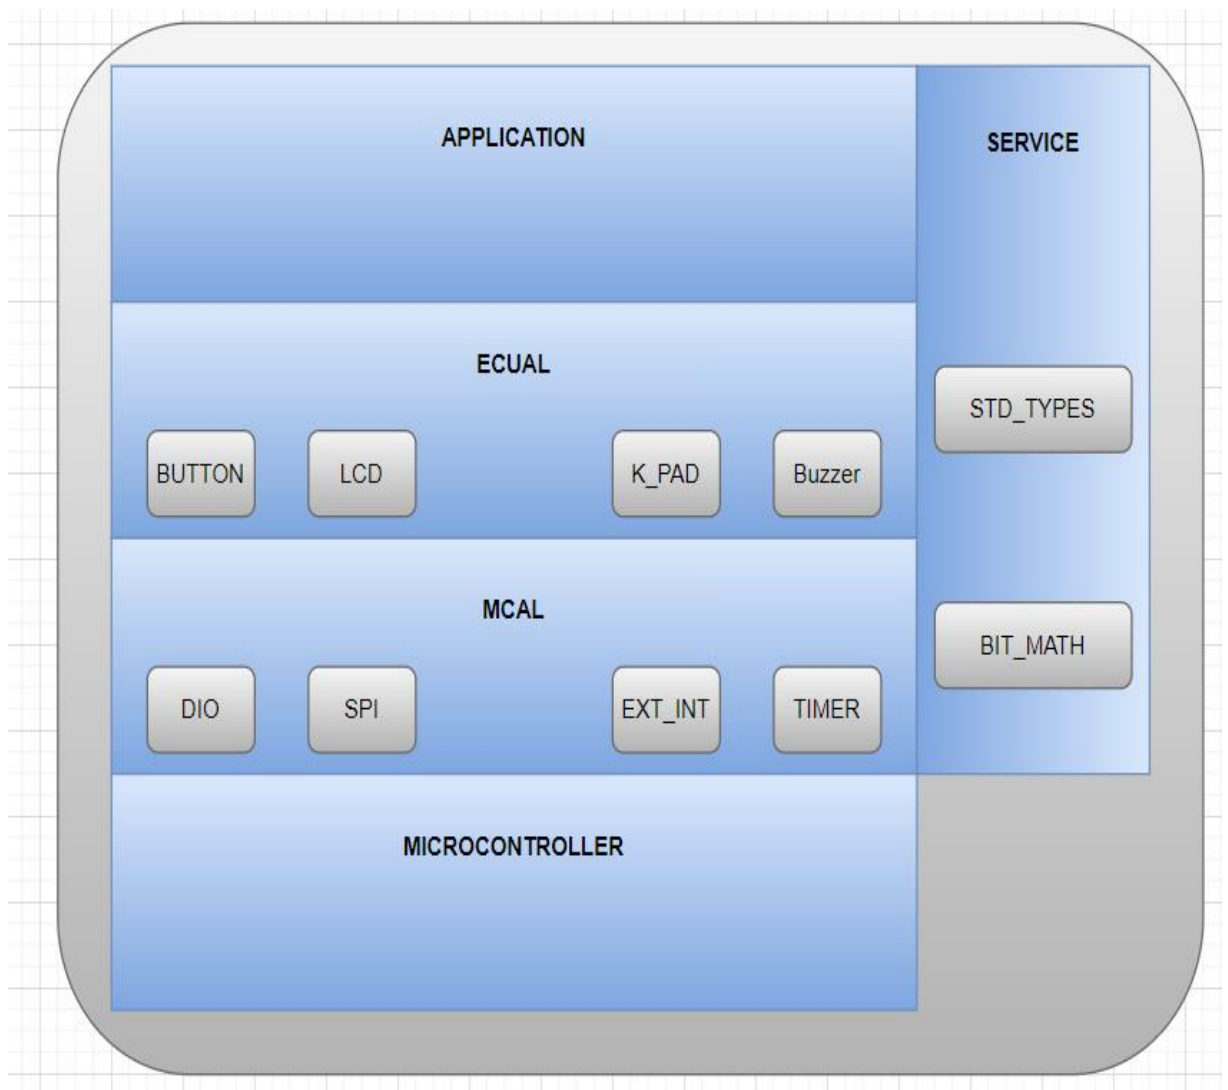 APPLICATION
SERVICE
ECUAL
STD_TYPES
BUTTON
LCD
K_PAD
Buzzer
MCAL
BIT_MATH
DIO
SPI
EXT_INT
TIMER
MICROCONTROLLER